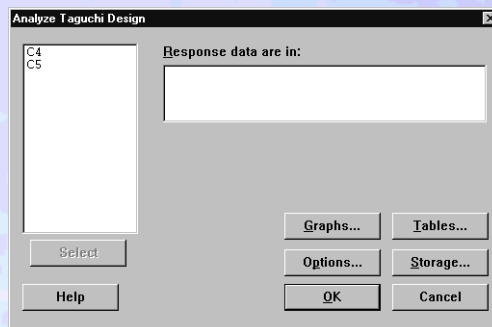 Analyze Taguchi Design
C4
C5
Response data are in:
Graphs...
Tables...
Select
Options...
Storage...
Help
OK
Cancel